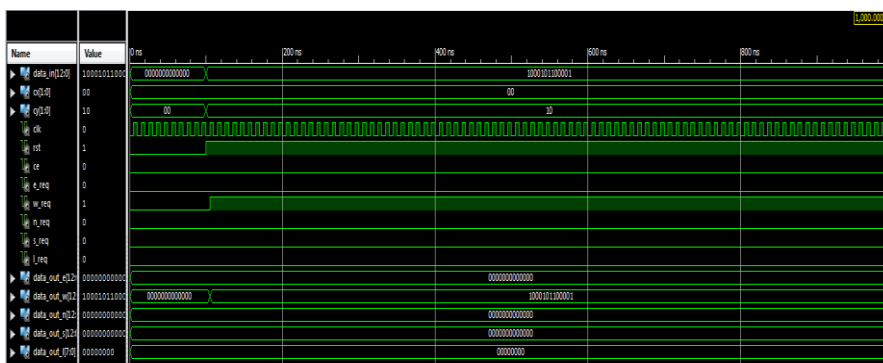 1,000.000
Name Value 0 ns 200 ns 400 ns 600 ns 800 ns
data_in[12:0] 10001011000 0000000000000 1000101100001
cx[1:0] 00 00
cy[1:0] 10 00 10
clk 0
rst 1
ce 0
e_req 0
w_req 1
n_req 0
s_req 0
l_req 0
data_out_e[12: 00000000000 0000000000000
data_out_w[12: 10001011000 0000000000000 1000101100001
data_out_n[12: 00000000000 0000000000000
data_out_s[12:0 00000000000 0000000000000
data_out_l[7:0] 00000000 00000000